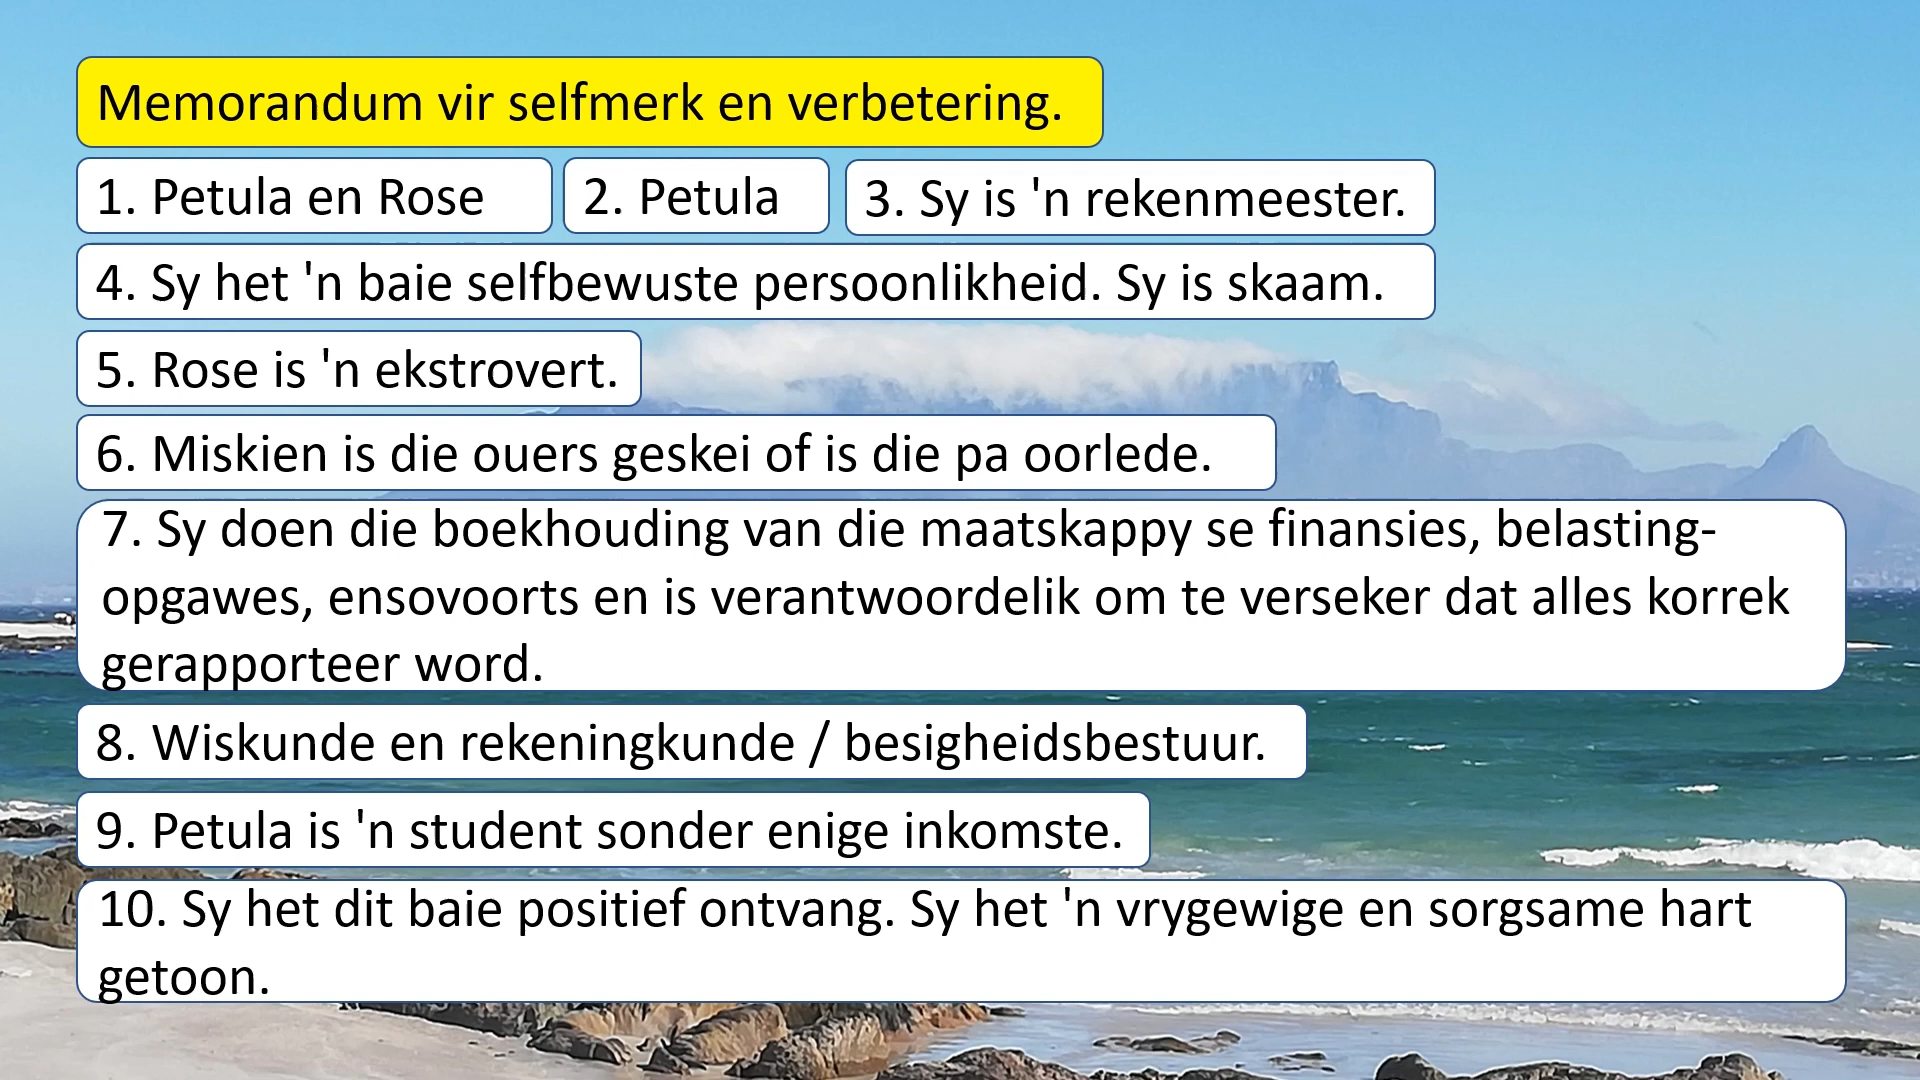 Memorandum vir selfmerk en verbetering.
1. Petula en Rose
2. Petula
3. Sy is 'n rekenmeester.
4. Sy het 'n baie selfbewuste persoonlikheid. Sy is skaam.
5. Rose is 'n ekstrovert.
6. Miskien is die ouers geskei of is die pa oorlede.
7. Sy doen die boekhouding van die maatskappy se finansies, belasting-
opgawes, ensovoorts en is verantwoordelik om te verseker dat alles korrek
gerapporteer word.
8. Wiskunde en rekeningkunde / besigheidsbestuur.
9. Petula is 'n student sonder enige inkomste.
10. Sy het dit baie positief ontvang. Sy het 'n vrygewige en sorgsame hart
getoon.